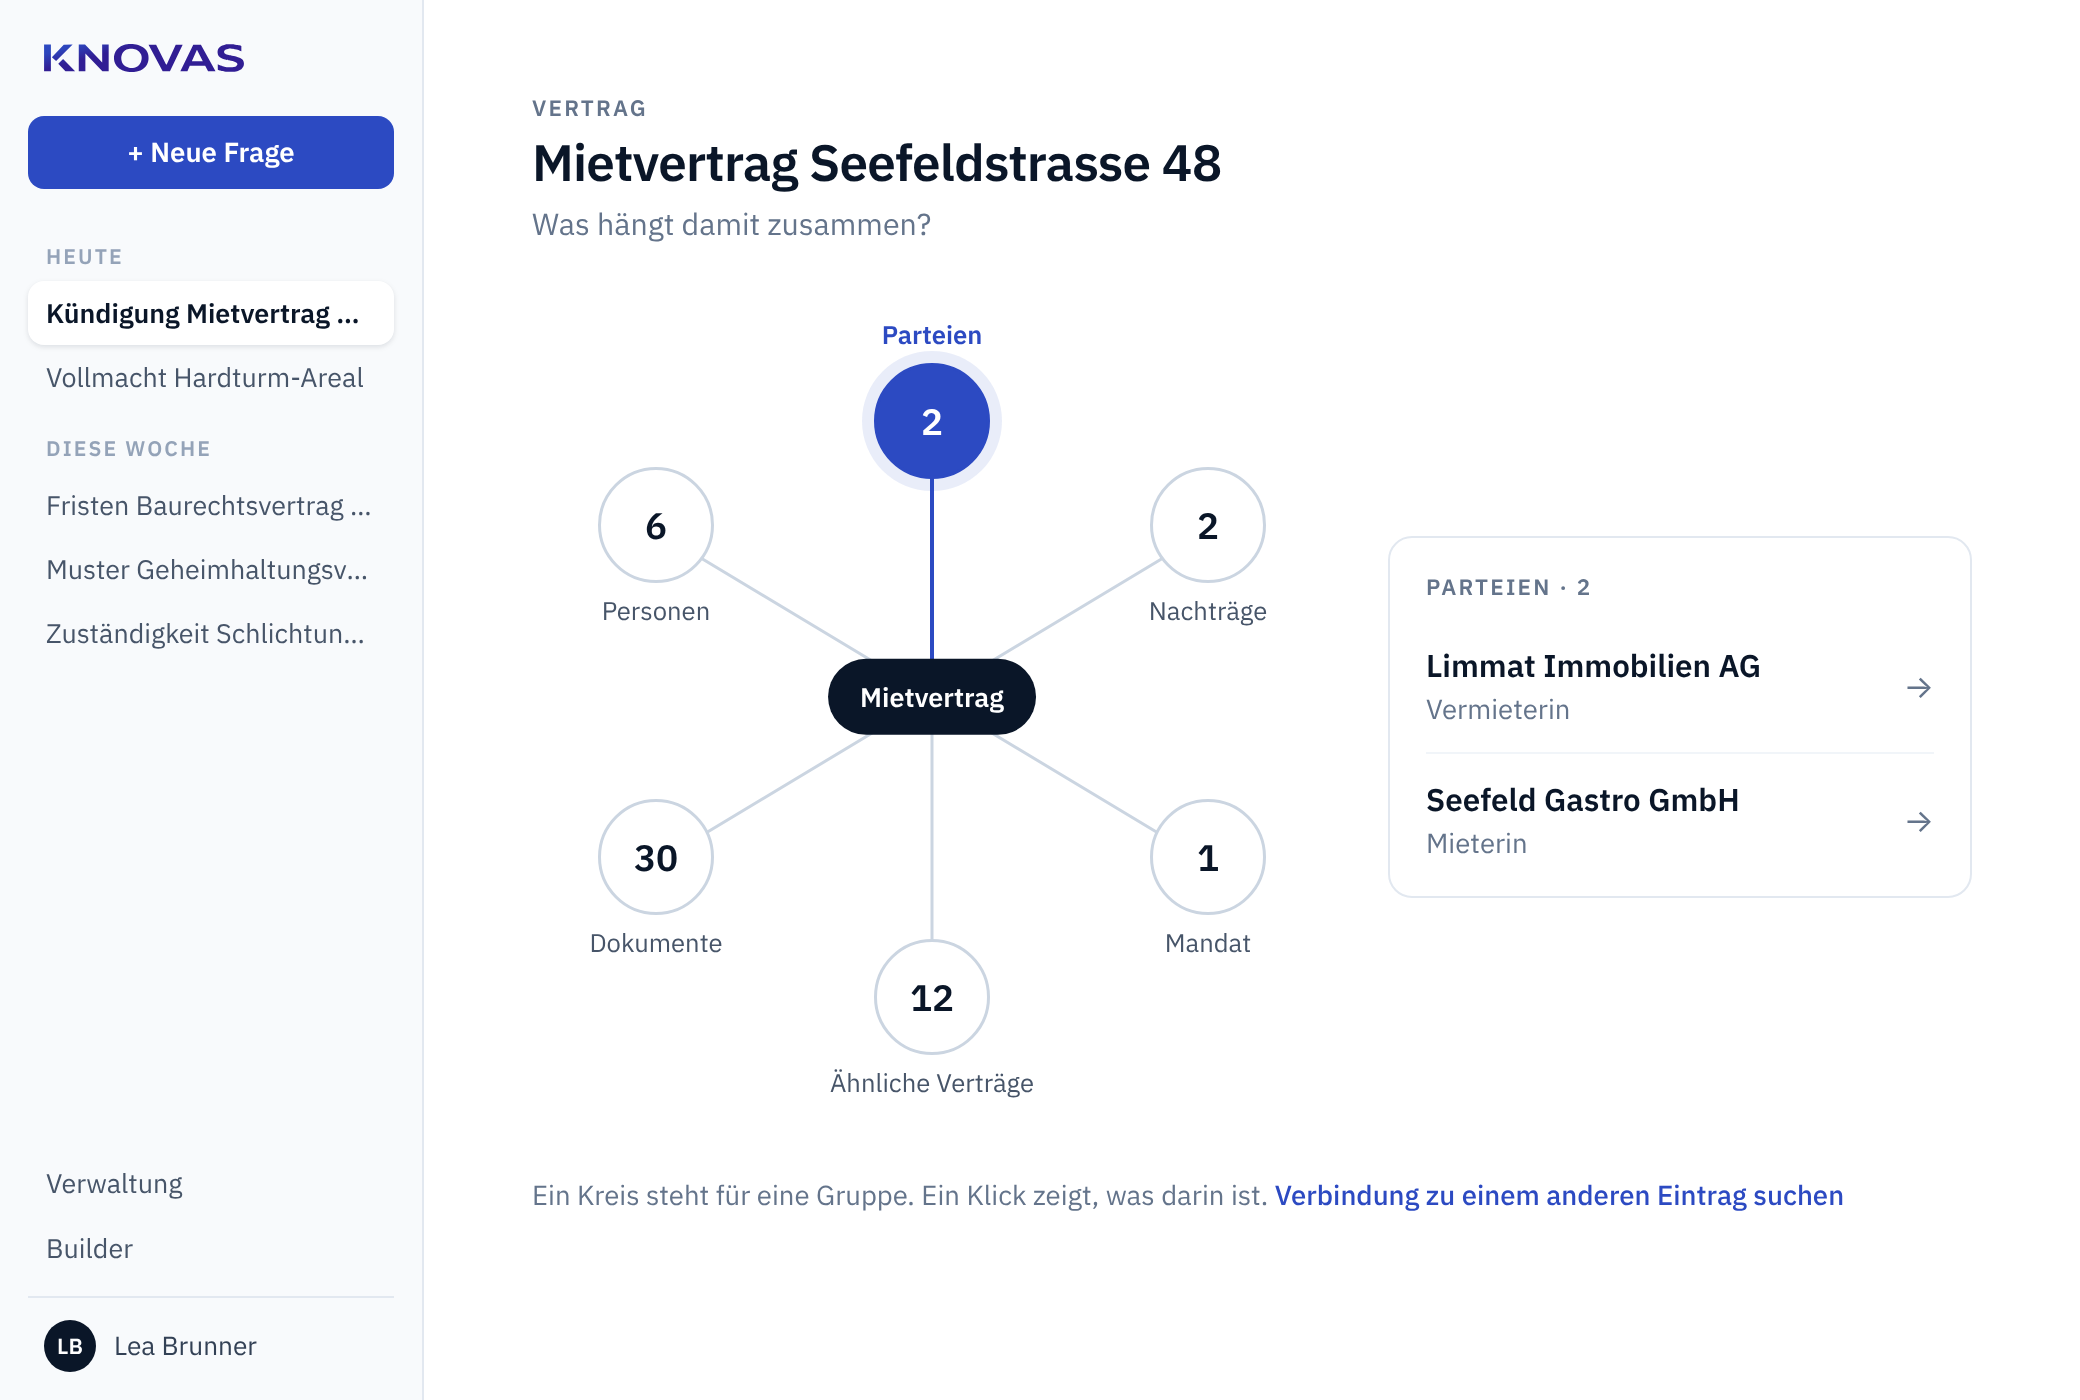 KNOVAS
+ Neue Frage
HEUTE
Kündigung Mietvertrag ...
Vollmacht Hardturm-Areal
DIESE WOCHE
Fristen Baurechtsvertrag ...
Muster Geheimhaltungsv...
Zuständigkeit Schlichtun...
Verwaltung
Builder
LB
Lea Brunner
VERTRAG
Mietvertrag Seefeldstrasse 48
Was hängt damit zusammen?
Parteien
2
6
Personen
2
Nachträge
Mietvertrag
30
Dokumente
1
Mandat
12
Ähnliche Verträge
PARTEIEN · 2
Limmat Immobilien AG
Vermieterin
→
Seefeld Gastro GmbH
Mieterin
→
Ein Kreis steht für eine Gruppe. Ein Klick zeigt, was darin ist. Verbindung zu einem anderen Eintrag suchen